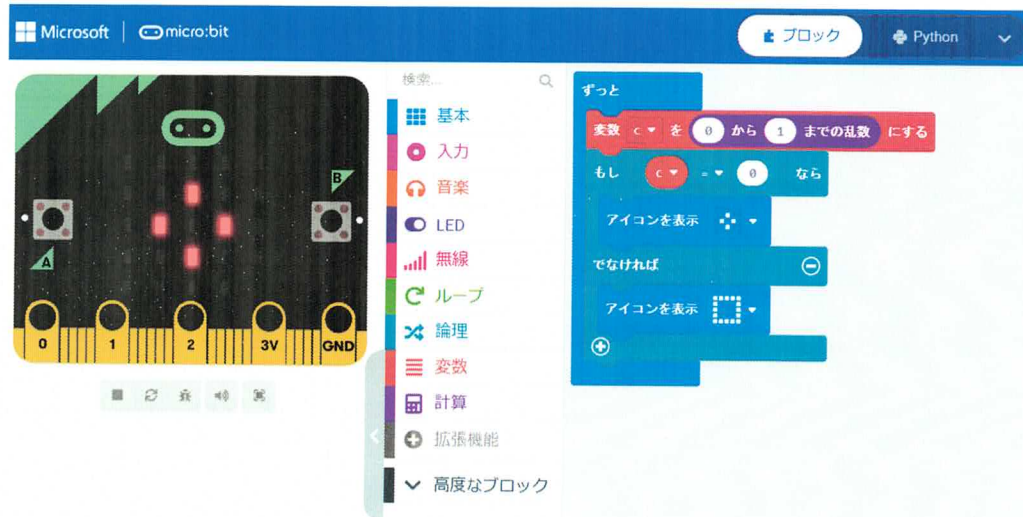 Microsoft micro:bit
ブロック
Python
検索...
基本
入力
音楽
LED
無線
ループ
論理
変数
計算
拡張機能
高度なブロック
B
A
0 1 2 3V GND
ずっと
変数 c を 0 から 1 までの乱数 にする
もし c = 0 なら
アイコンを表示
でなければ
アイコンを表示